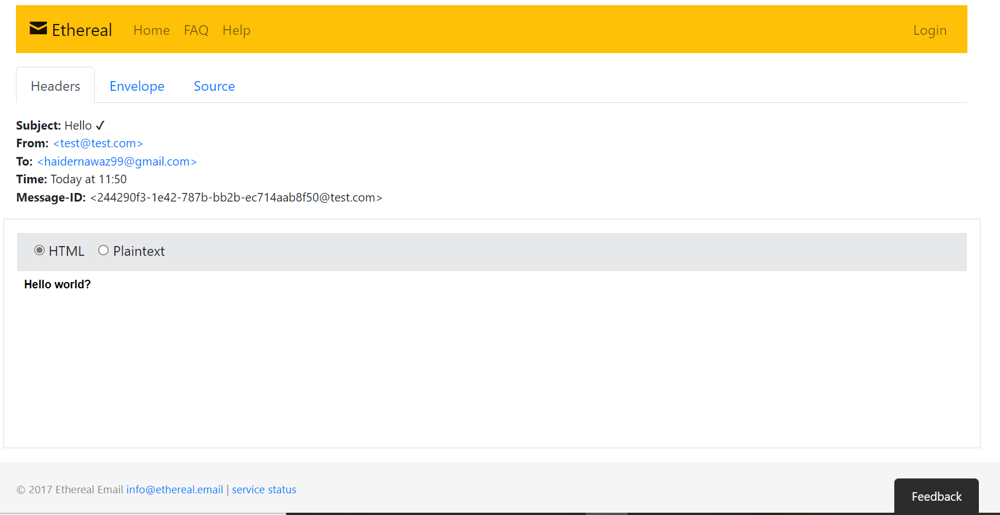 Ethereal Home FAQ Help Login
Headers Envelope Source
Subject: Hello ✓
From: <test@test.com>
To: <haidernawaz99@gmail.com>
Time: Today at 11:50
Message-ID: <244290f3-1e42-787b-bb2b-ec714aab8f50@test.com>
HTML Plaintext
Hello world?
© 2017 Ethereal Email info@ethereal.email | service status
Feedback